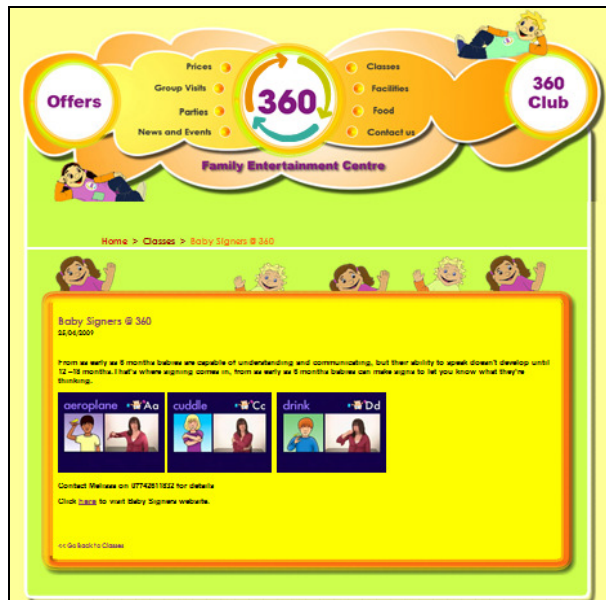 Prices
Classes
Group Visits
Facilities
Offers
360
360
Club
Parties
Food
News and Events
Contact us
Family Entertainment Centre
Home > Classes > Baby Signers @ 360
Baby Signers @ 360
25/06/2009
From as early as 6 months babies are capable of understanding and communicating, but their ability to speak doesn't develop until
12 –18 months. That's where signing comes in, from as early as 6 months babies can make signs to let you know what they're
thinking.
aeroplane Aa cuddle Cc drink Dd
Contact Melissa on 07742611832 for details
Click here to visit Baby Signers website.
<< Go Back to Classes